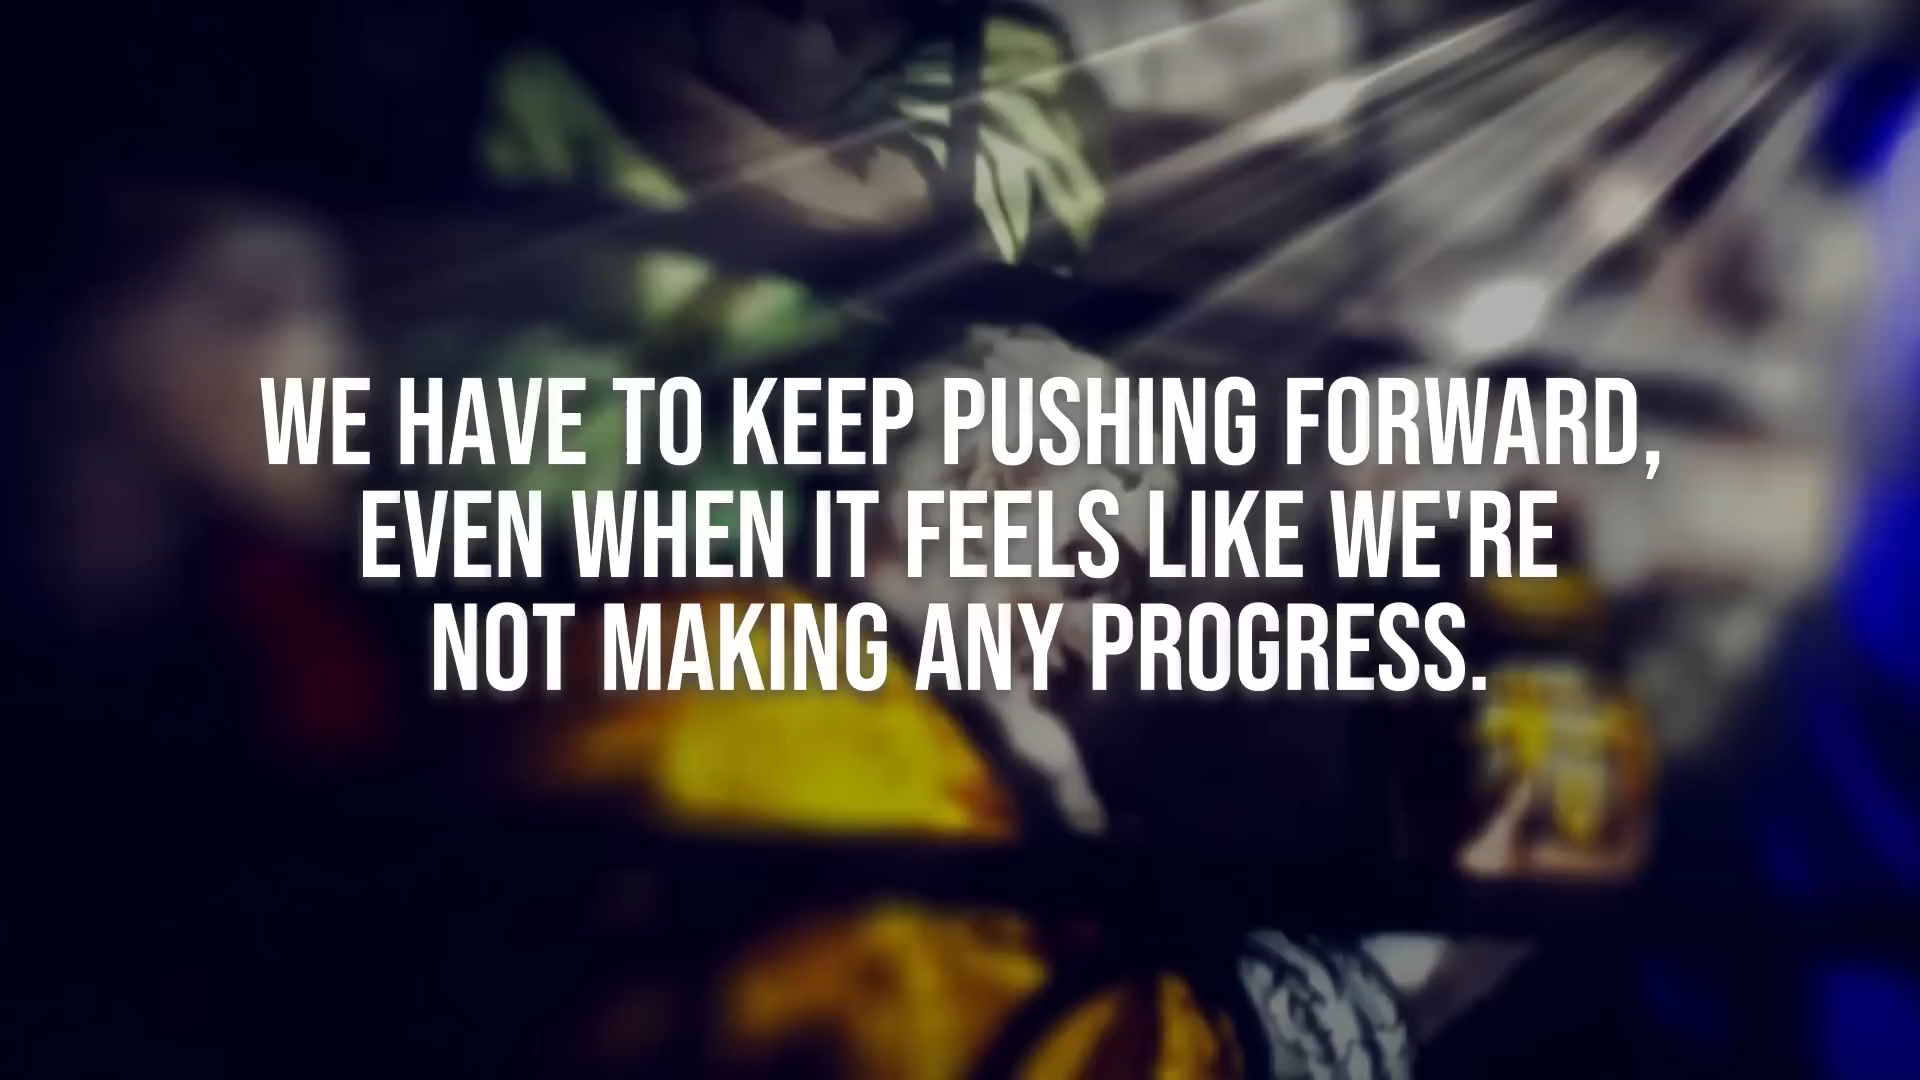 WE HAVE TO KEEP PUSHING FORWARD,
EVEN WHEN IT FEELS LIKE WE'RE
NOT MAKING ANY PROGRESS.